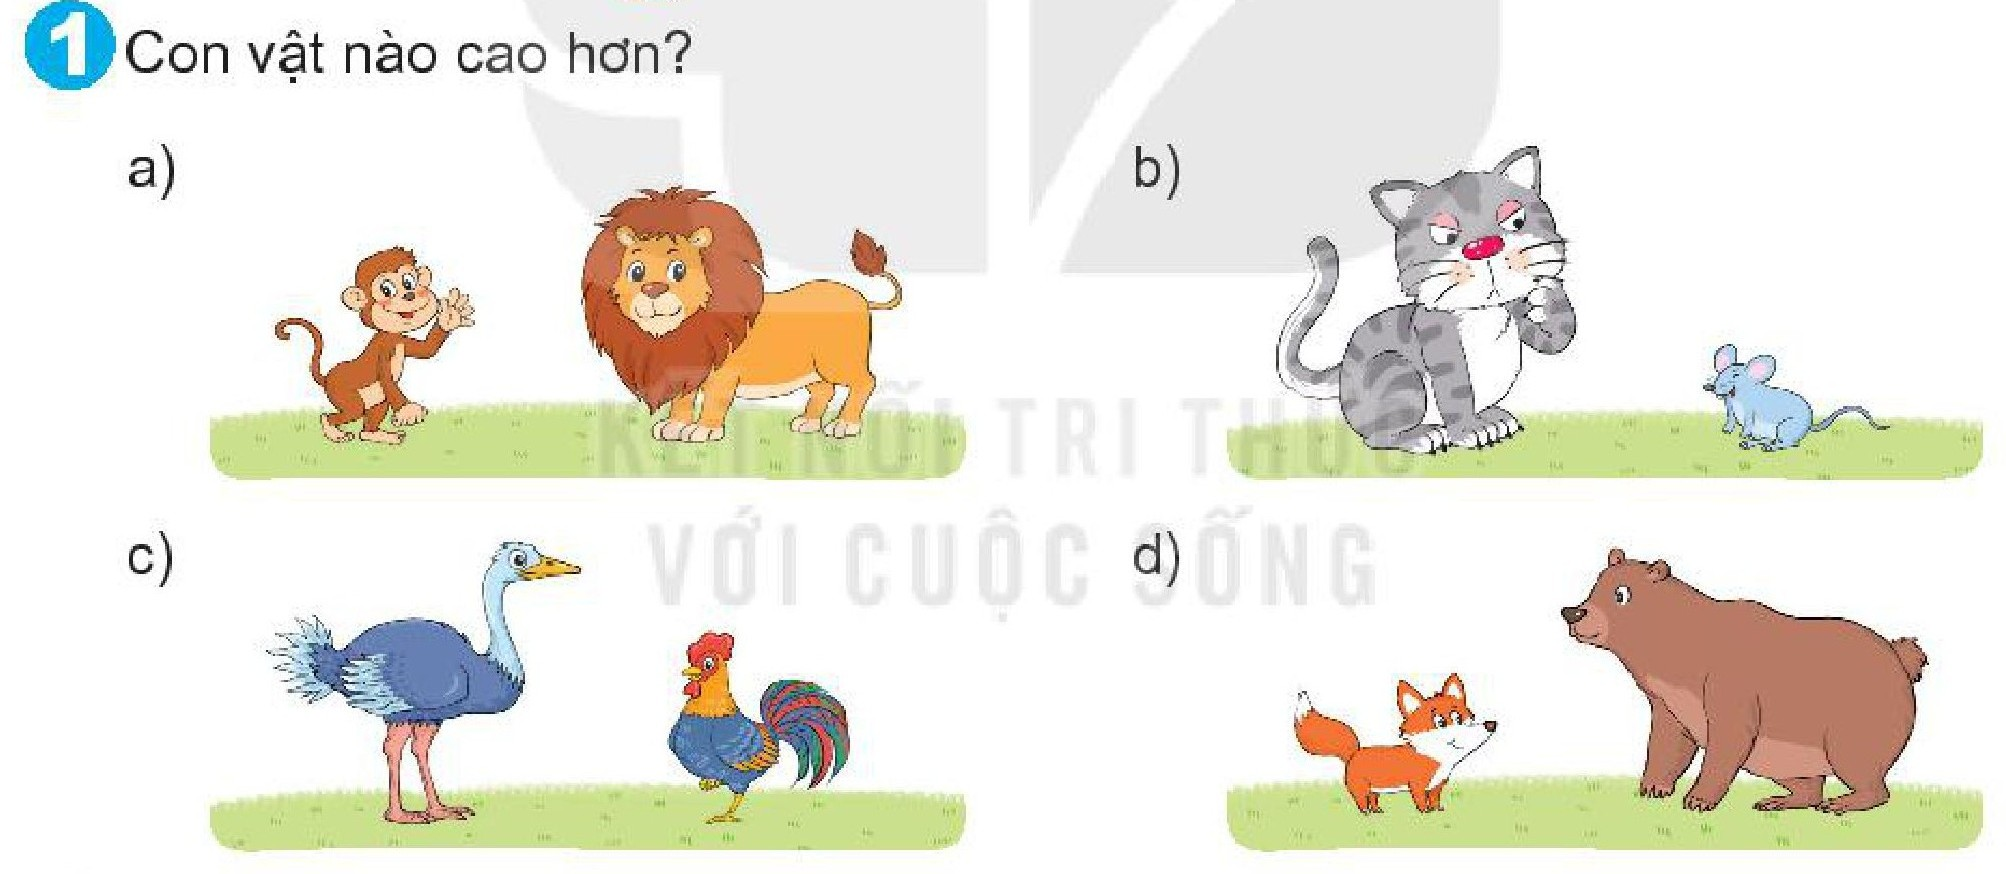 1 Con vật nào cao hơn?
a)
b)
KẾT NỐI TRI THỨC
VỚI CUỘC SỐNG
c)
d)